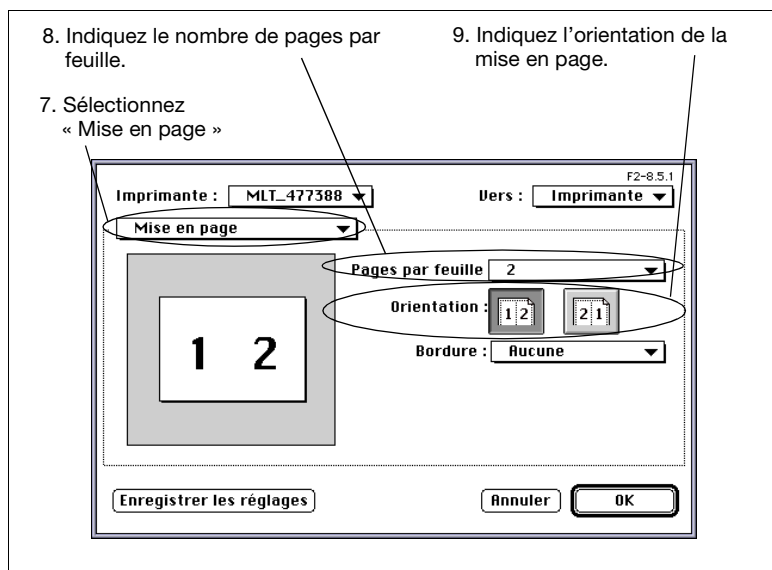 8. Indiquez le nombre de pages par
feuille.
9. Indiquez l’orientation de la
mise en page.
7. Sélectionnez
« Mise en page »
F2-8.5.1
Imprimante : MLT_477388
Vers : Imprimante
Mise en page
Pages par feuille 2
Orientation : 1 2 2 1
1 2
Bordure : Aucune
Enregistrer les réglages
Annuler OK